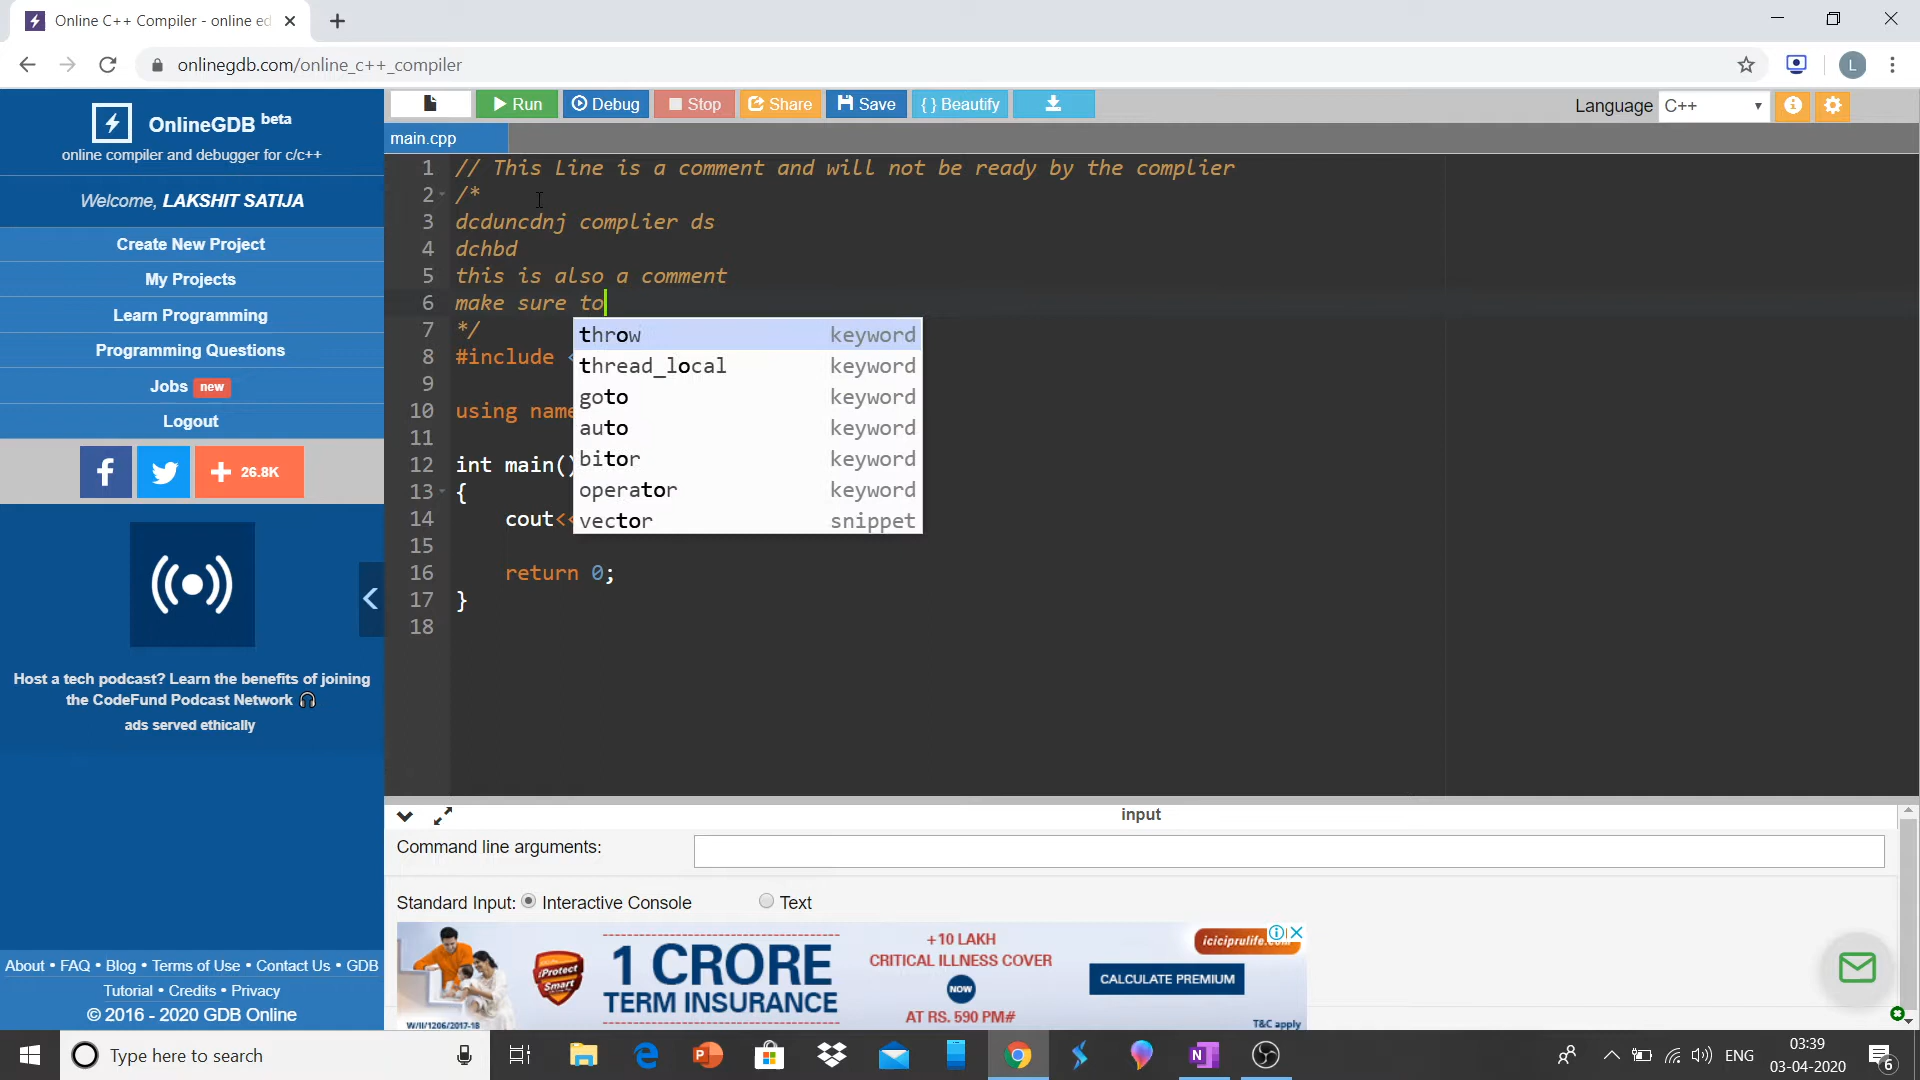 Online C++ Compiler - online ed
onlinegdb.com/online_c++_compiler
L
OnlineGDB beta
online compiler and debugger for c/c++
Welcome, LAKSHIT SATIJA
Create New Project
My Projects
Learn Programming
Programming Questions
Jobs new
Logout
f
+ 26.8K
Host a tech podcast? Learn the benefits of joining
the CodeFund Podcast Network
ads served ethically
About • FAQ • Blog • Terms of Use • Contact Us • GDB
Tutorial • Credits • Privacy
© 2016 - 2020 GDB Online
Run
Debug
Stop
Share
Save
{ } Beautify
Language C++
main.cpp
1 // This Line is a comment and will not be ready by the complier
2 /*
3 dcduncdnj complier ds
4 dchbd
5 this is also a comment
6 make sure to
7 */
8 #include <
9
10 using name
11
12 int main()
13 {
14 cout<<
15
16 return 0;
17 }
18
throw keyword
thread_local keyword
goto keyword
auto keyword
bitor keyword
operator keyword
vector snippet
input
Command line arguments:
Standard Input: Interactive Console Text
iProtect
Smart
1 CRORE
TERM INSURANCE
+10 LAKH
CRITICAL ILLNESS COVER
NOW
AT RS. 590 PM#
CALCULATE PREMIUM
T&C apply
W/II/1206/2017-18
Type here to search
ENG
03:39
03-04-2020
6